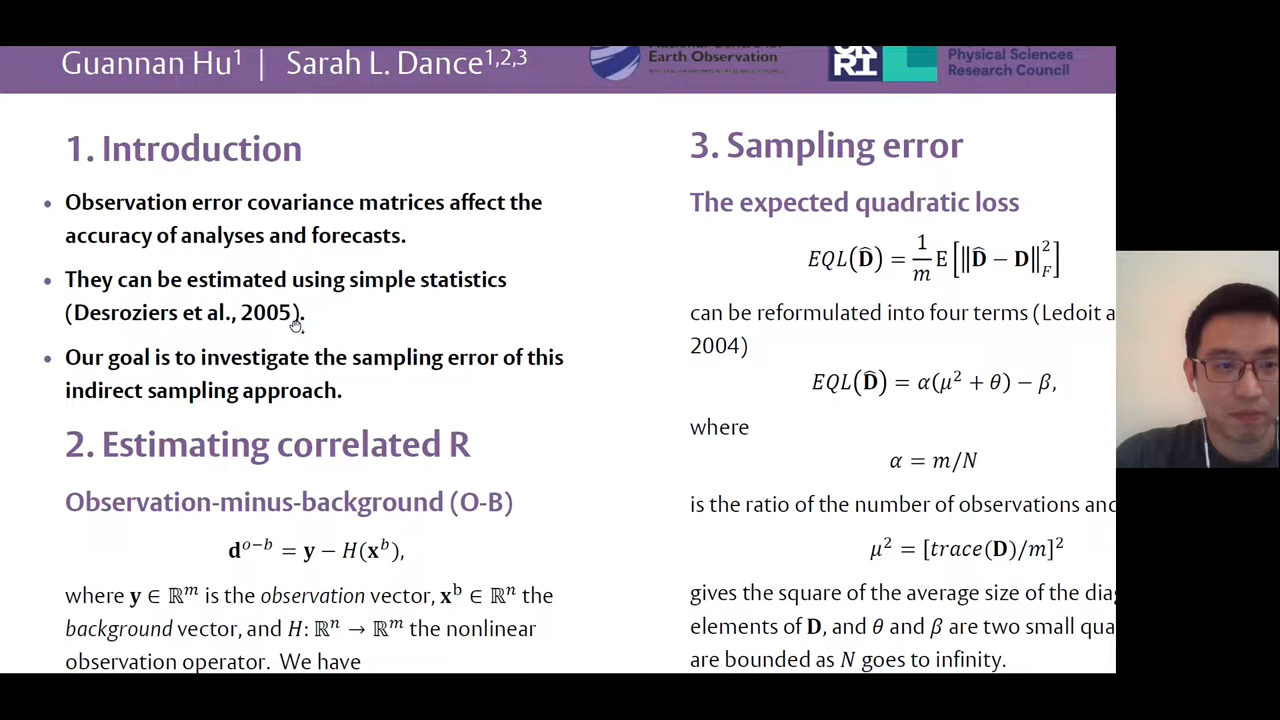 Guannan Hu¹ | Sarah L. Dance¹,²,³
Earth Observation
Physical Sciences
Research Council
1. Introduction
• Observation error covariance matrices affect the
accuracy of analyses and forecasts.
• They can be estimated using simple statistics
(Desroziers et al., 2005).
• Our goal is to investigate the sampling error of this
indirect sampling approach.
2. Estimating correlated R
Observation-minus-background (O-B)
d^{o−b} = y − H(x^b),
where y ∈ ℝ^m is the observation vector, x^b ∈ ℝ^n the
background vector, and H: ℝ^n → ℝ^m the nonlinear
observation operator. We have
3. Sampling error
The expected quadratic loss
EQL(D̂) = 1/m E[‖D̂ − D‖²_F]
can be reformulated into four terms (Ledoit a
2004)
EQL(D̂) = α(μ² + θ) − β,
where
α = m/N
is the ratio of the number of observations and
μ² = [trace(D)/m]²
gives the square of the average size of the dia
elements of D, and θ and β are two small qua
are bounded as N goes to infinity.